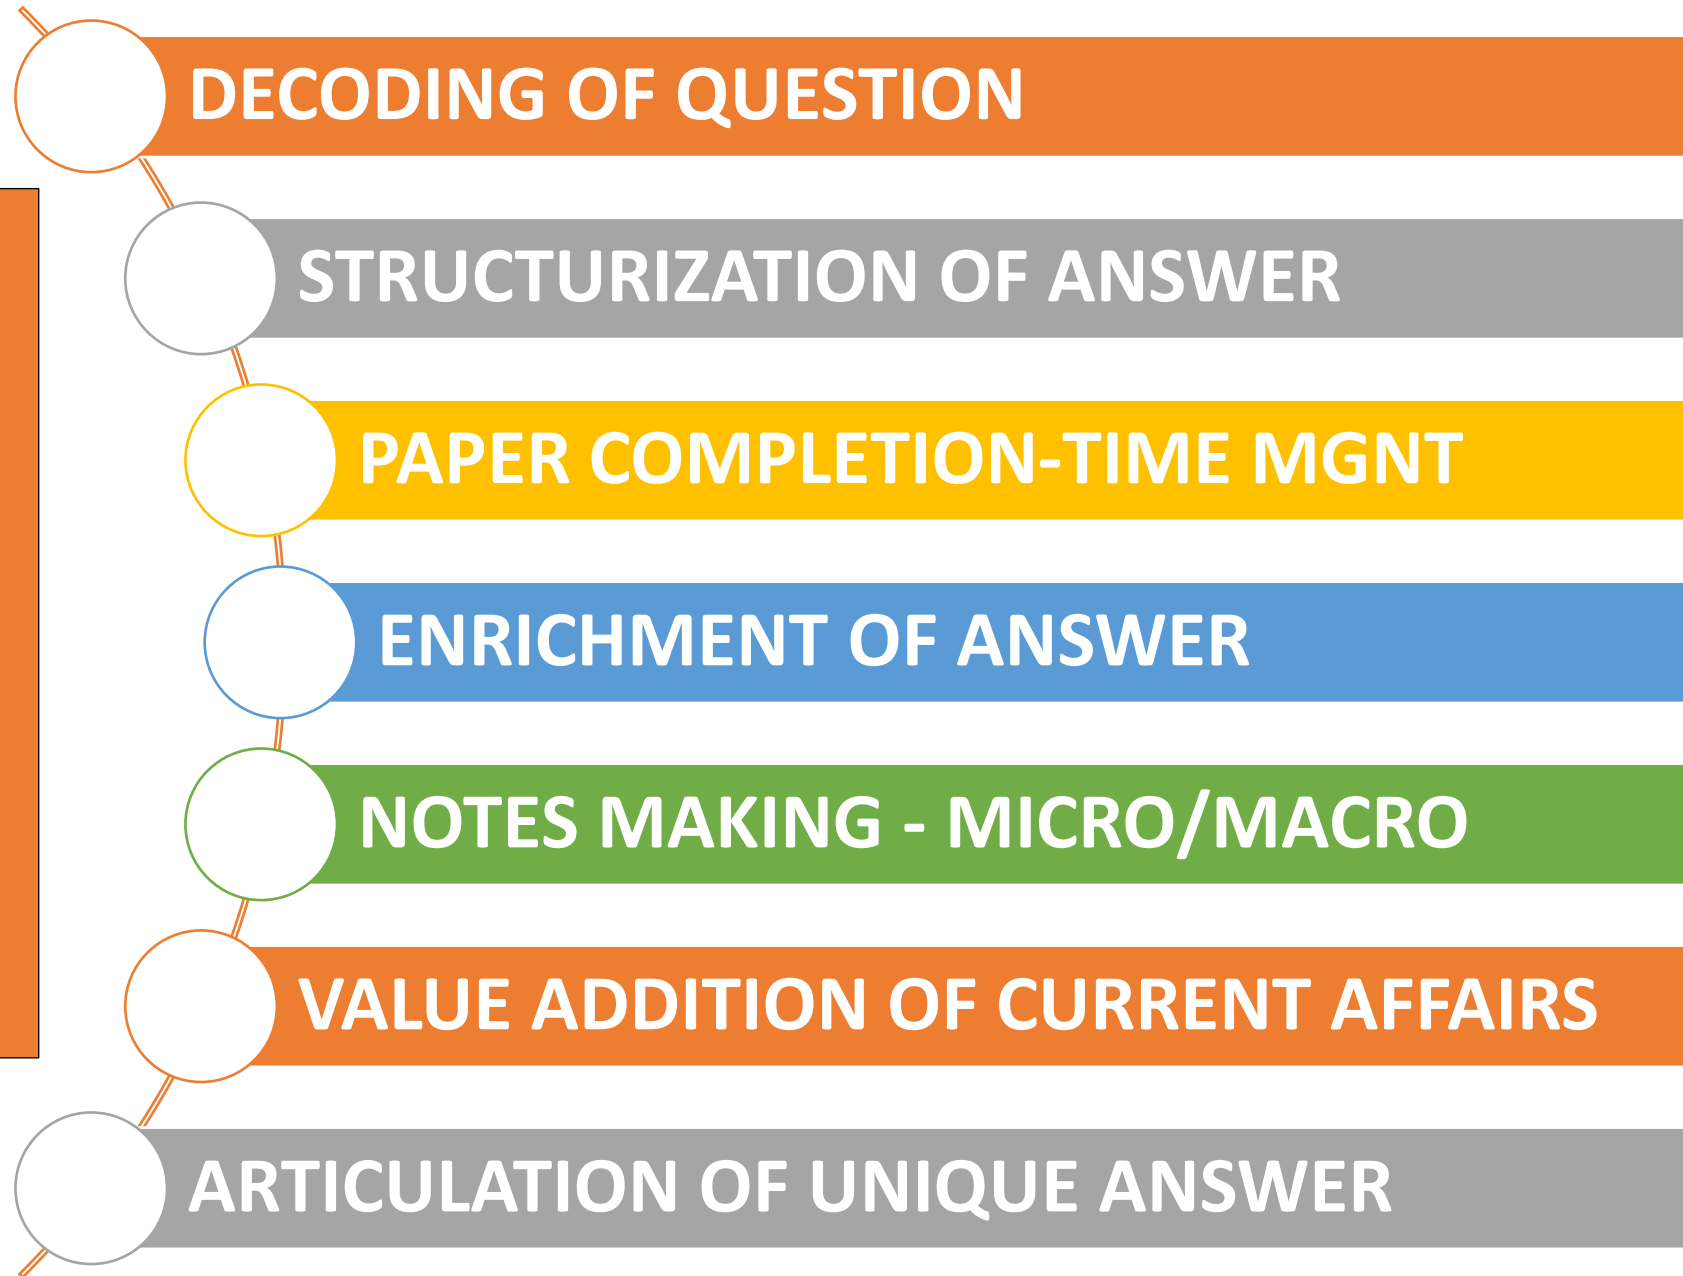 DECODING OF QUESTION
STRUCTURIZATION OF ANSWER
PAPER COMPLETION-TIME MGNT
ENRICHMENT OF ANSWER
NOTES MAKING - MICRO/MACRO
VALUE ADDITION OF CURRENT AFFAIRS
ARTICULATION OF UNIQUE ANSWER